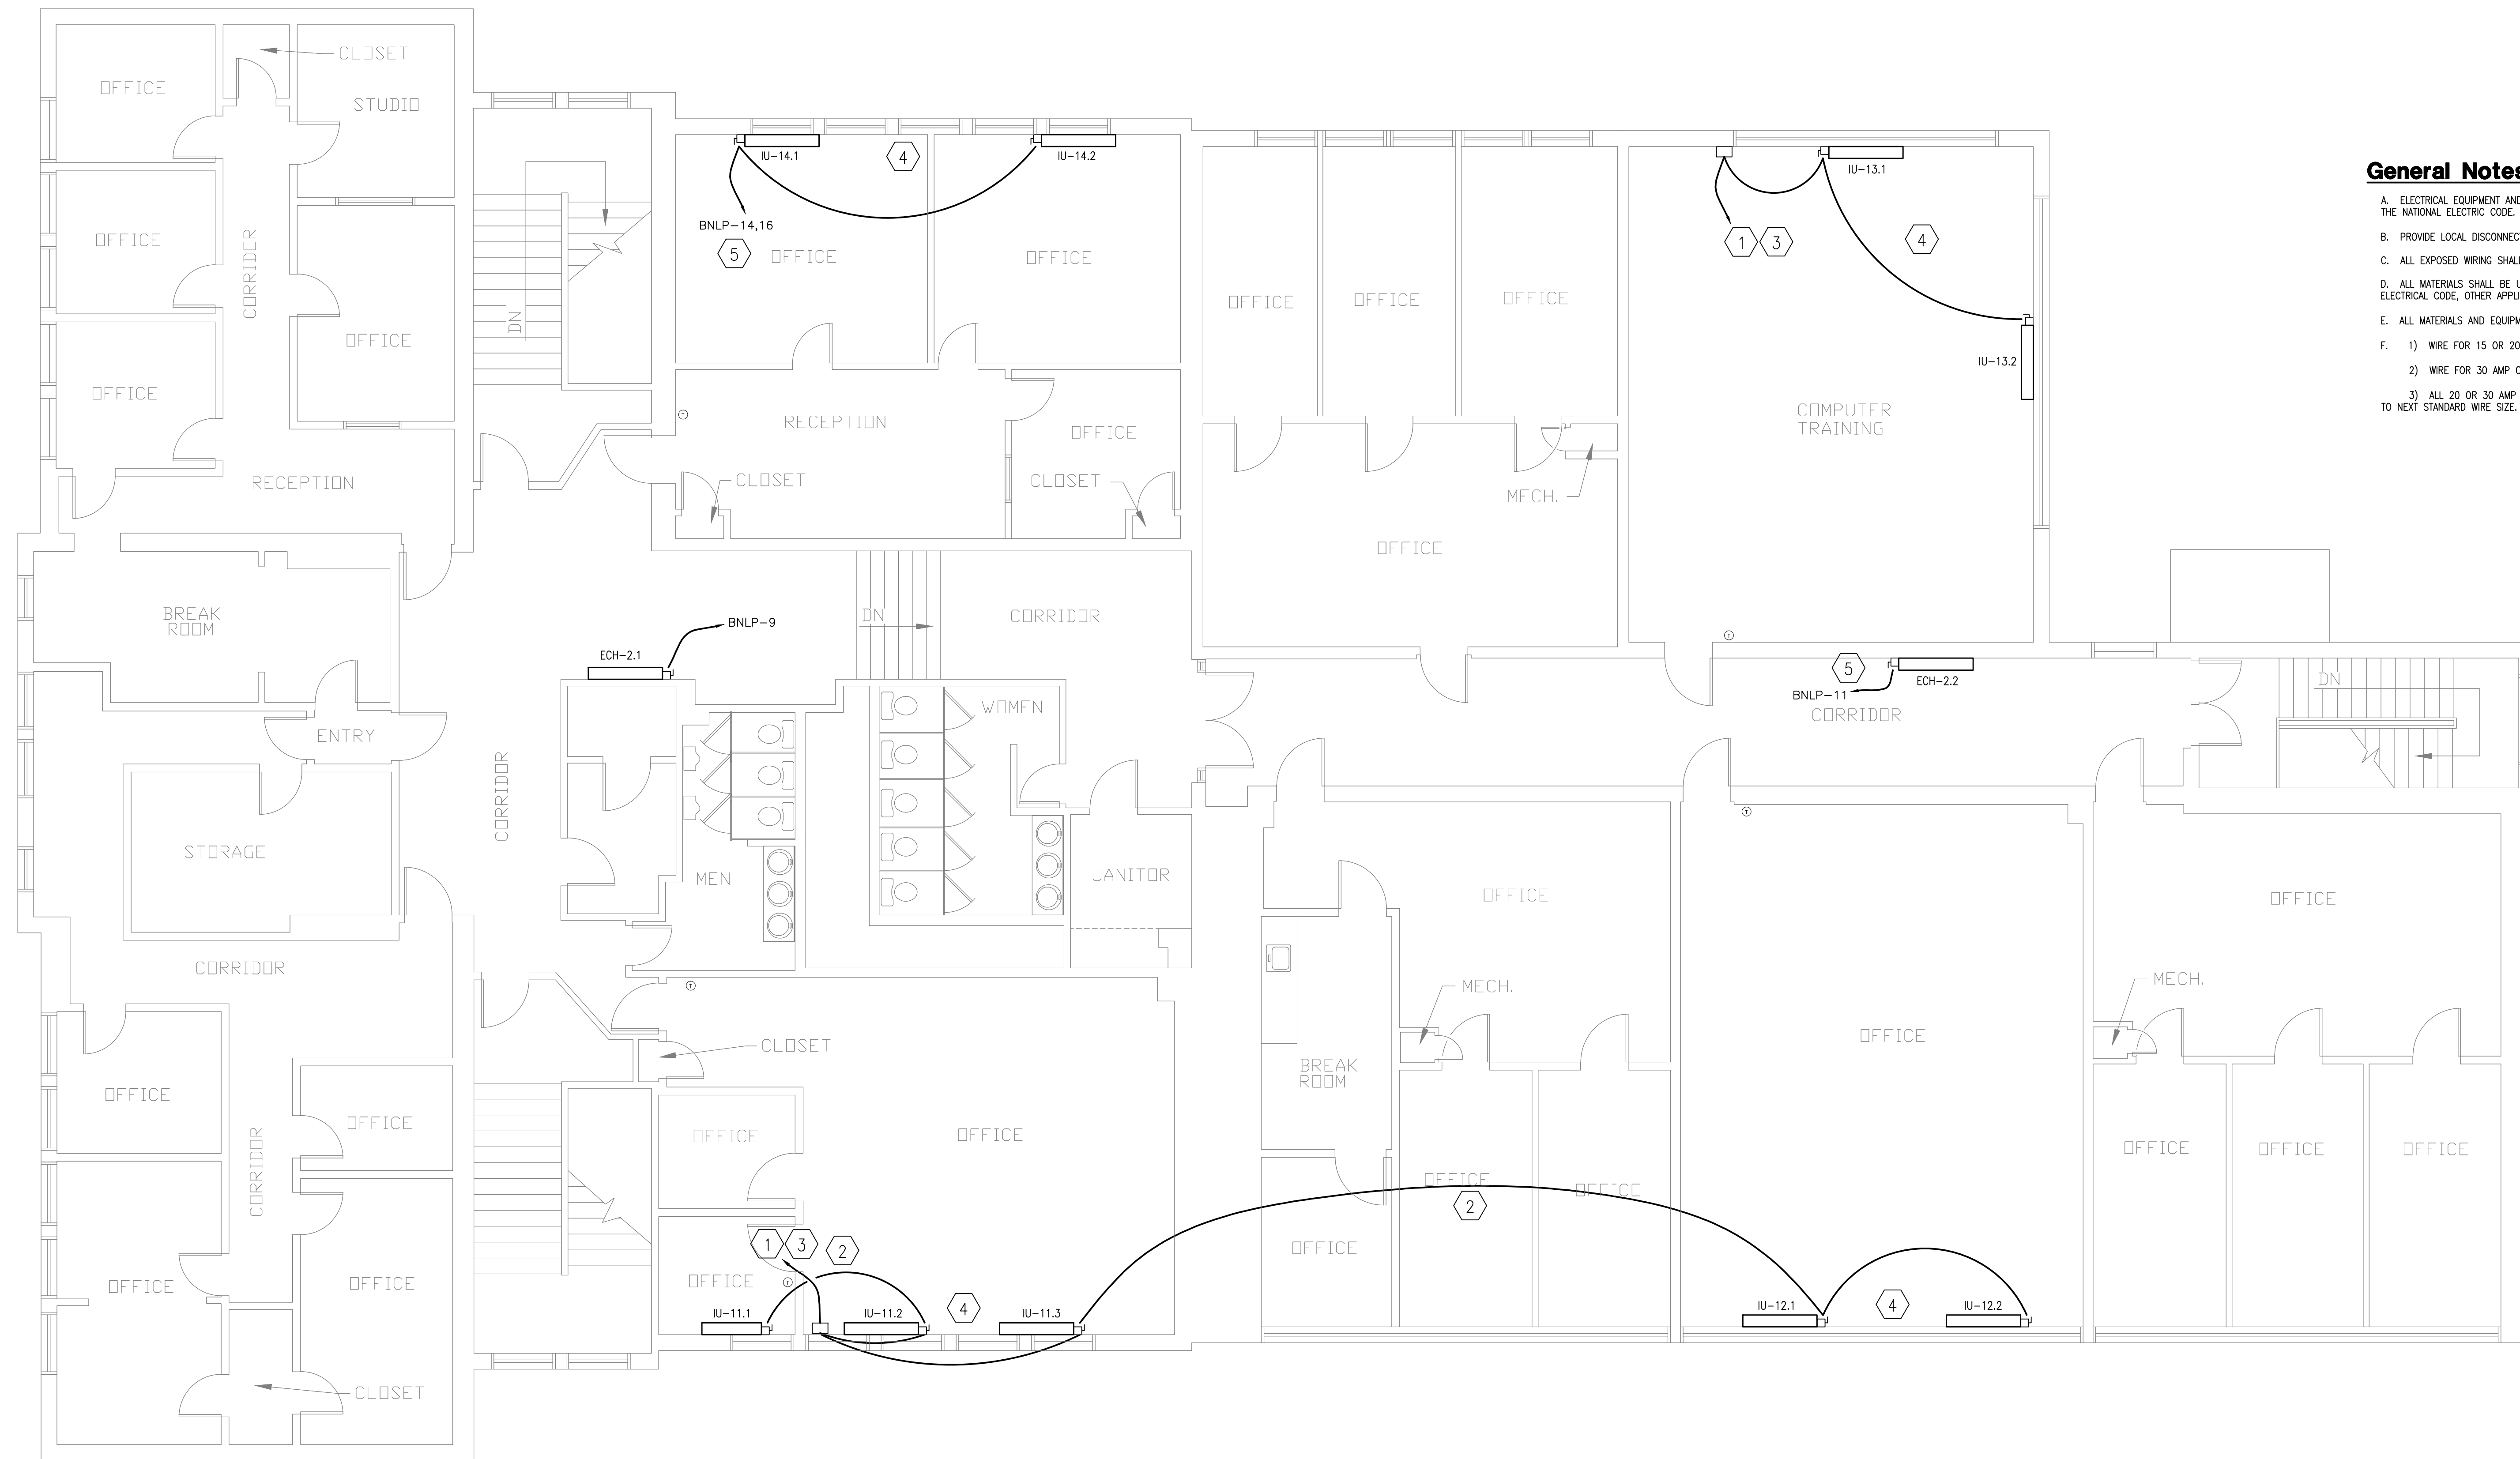 CLOSET
OFFICE
STUDIO
OFFICE
CORRIDOR
OFFICE
OFFICE
RECEPTION
DN
IU-14.1
4
IU-14.2
BNLP-14,16
5
OFFICE
OFFICE
RECEPTION
OFFICE
CLOSET
CLOSET
OFFICE
OFFICE
OFFICE
MECH.
OFFICE
IU-13.1
1
3
4
IU-13.2
COMPUTER
TRAINING
General Notes
A. ELECTRICAL EQUIPMENT AND
THE NATIONAL ELECTRIC CODE.
B. PROVIDE LOCAL DISCONNECT
C. ALL EXPOSED WIRING SHALL
D. ALL MATERIALS SHALL BE U
ELECTRICAL CODE, OTHER APPLI
E. ALL MATERIALS AND EQUIPM
F. 1) WIRE FOR 15 OR 20
2) WIRE FOR 30 AMP C
3) ALL 20 OR 30 AMP
TO NEXT STANDARD WIRE SIZE.
BREAK
ROOM
ENTRY
STORAGE
CORRIDOR
BNLP-9
ECH-2.1
DN
CORRIDOR
CORRIDOR
WOMEN
MEN
JANITOR
5
ECH-2.2
BNLP-11
CORRIDOR
DN
T
T
T
T
T
OFFICE
MECH.
BREAK
ROOM
OFFICE
OFFICE
OFFICE
OFFICE
OFFICE
MECH.
OFFICE
OFFICE
OFFICE
CLOSET
OFFICE
OFFICE
OFFICE
CORRIDOR
OFFICE
OFFICE
OFFICE
CLOSET
OFFICE
1
3
2
2
IU-11.1
IU-11.2
4
IU-11.3
IU-12.1
4
IU-12.2